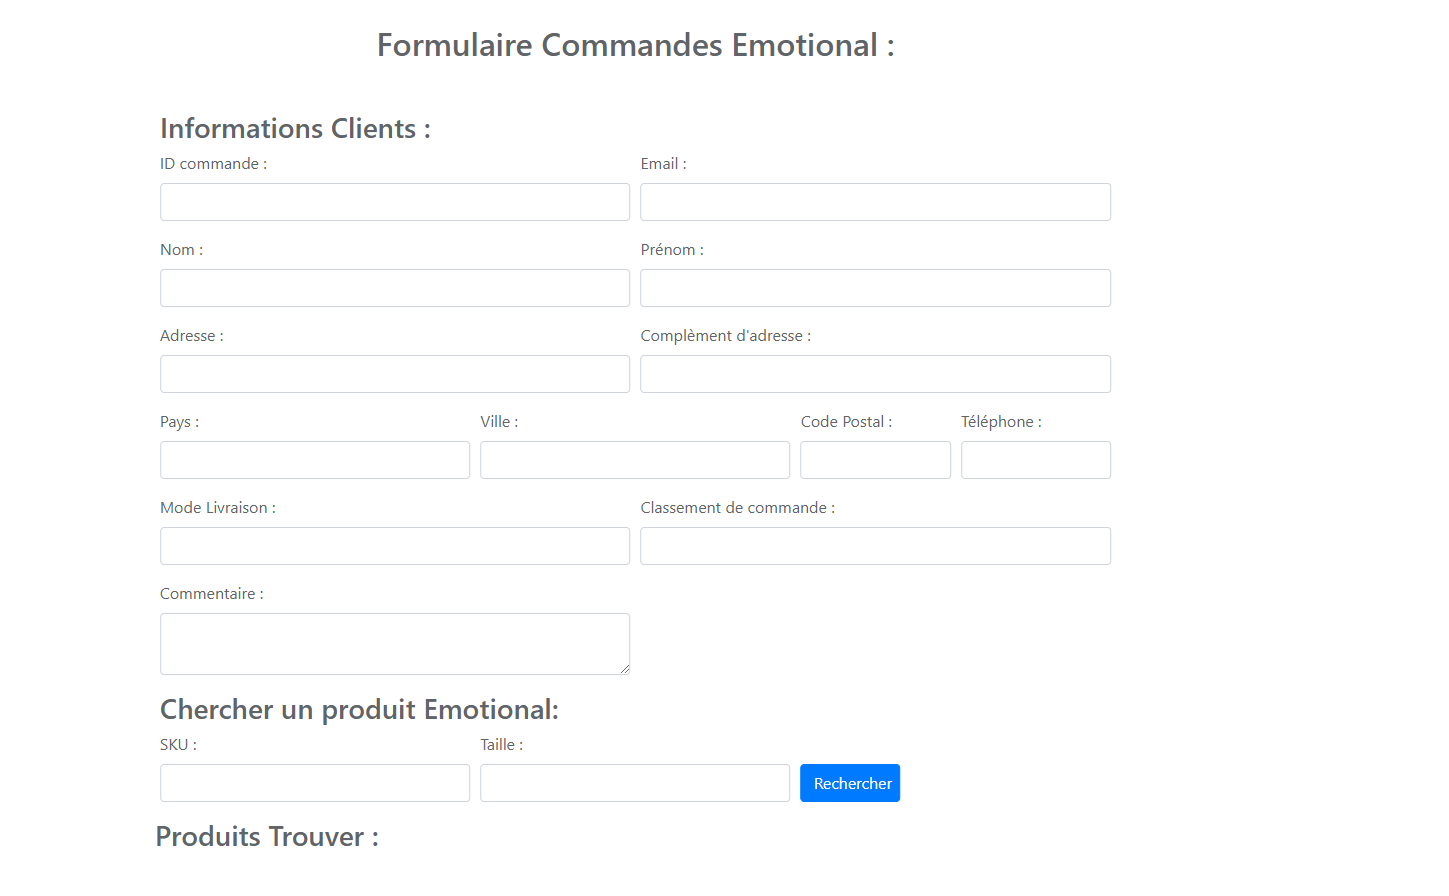 Formulaire Commandes Emotional :
Informations Clients :
ID commande :
Email :
Nom :
Prénom :
Adresse :
Complèment d'adresse :
Pays :
Ville :
Code Postal :
Téléphone :
Mode Livraison :
Classement de commande :
Commentaire :
Chercher un produit Emotional:
SKU :
Taille :
Rechercher
Produits Trouver :